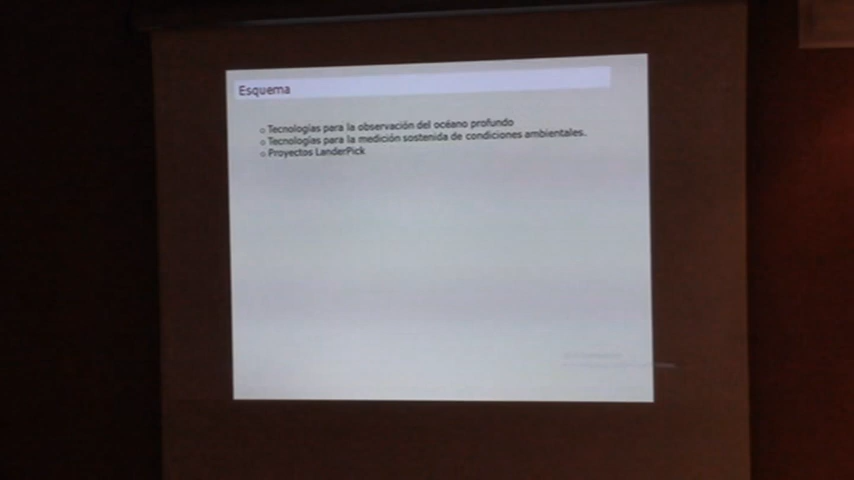 Esquema
o Tecnologías para la observación del océano profundo
o Tecnologías para la medición sostenida de condiciones ambientales.
o Proyectos LanderPick